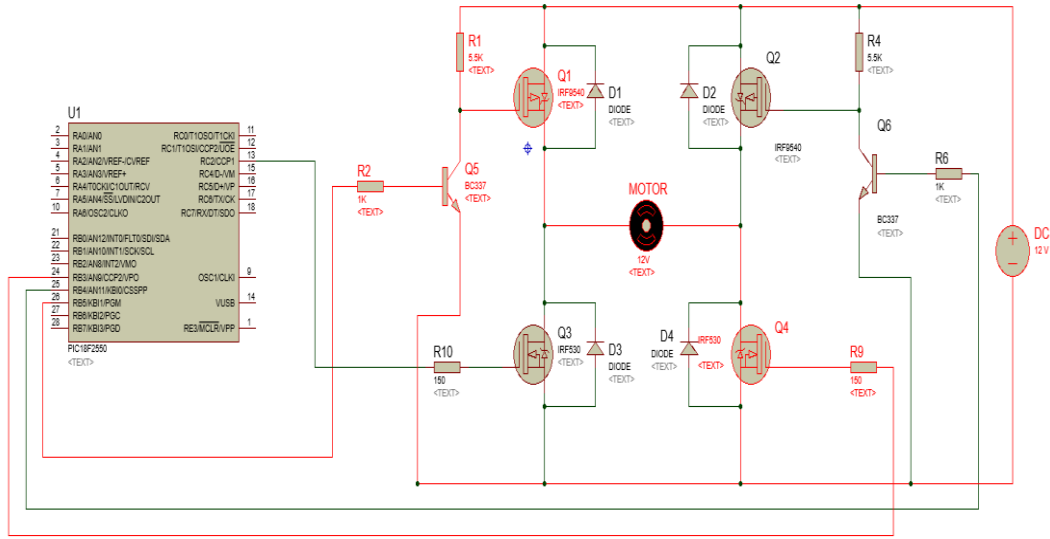 U1
2 RA0/AN0
3 RA1/AN1
4 RA2/AN2/VREF-/CVREF
5 RA3/AN3/VREF+
6 RA4/T0CKI/C1OUT/RCV
7 RA5/AN4/SS/LVDIN/C2OUT
10 RA6/OSC2/CLKO
21 RB0/AN12/INT0/FLT0/SDI/SDA
22 RB1/AN10/INT1/SCK/SCL
23 RB2/AN8/INT2/VMO
24 RB3/AN9/CCP2/VPO
25 RB4/AN11/KBI0/CSSPP
26 RB5/KBI1/PGM
27 RB6/KBI2/PGC
28 RB7/KBI3/PGD
RC0/T1OSO/T1CKI 11
RC1/T1OSI/CCP2/UOE 12
RC2/CCP1 13
RC4/D-/VM 15
RC5/D+/VP 16
RC6/TX/CK 17
RC7/RX/DT/SDO 18
OSC1/CLKI 9
VUSB 14
RE3/MCLR/VPP 1
PIC18F2550
<TEXT>
R1
5.5K
<TEXT>
Q1
IRF9540
<TEXT>
D1
DIODE
<TEXT>
D2
DIODE
<TEXT>
Q2
IRF9540
<TEXT>
R4
5.5K
<TEXT>
Q6
BC337
<TEXT>
R6
1K
<TEXT>
R2
1K
<TEXT>
Q5
BC337
<TEXT>
MOTOR
12V
<TEXT>
DC
12 V
R10
150
<TEXT>
Q3
IRF530
<TEXT>
D3
DIODE
<TEXT>
D4
DIODE
<TEXT>
IRF530
<TEXT>
Q4
R9
150
<TEXT>